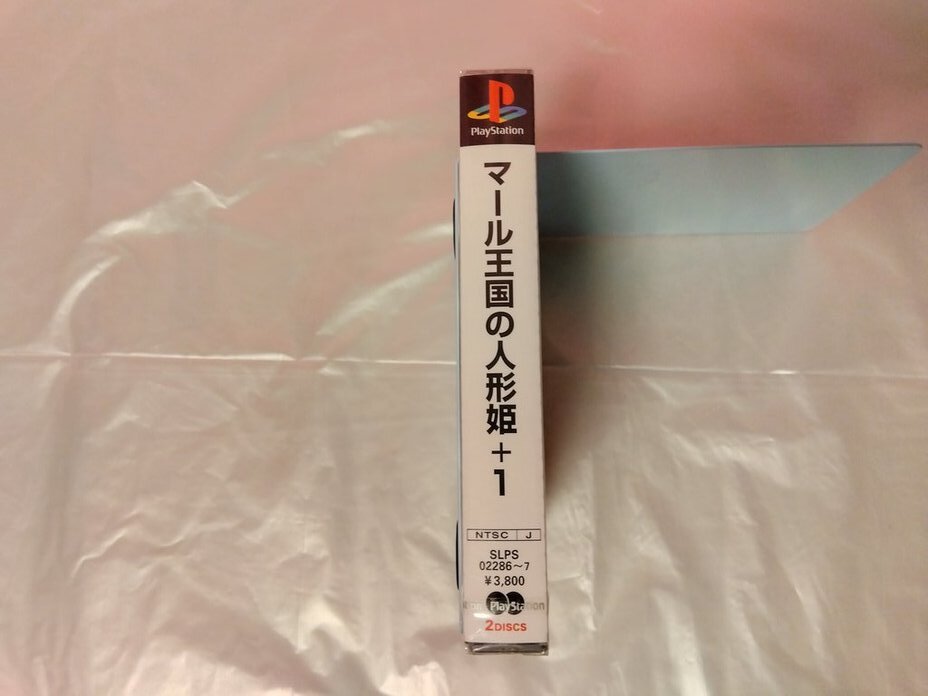 PlayStation
マール王国の人形姫+1
NTSC J
SLPS
02286~7
¥3,800
PlayStation
2DISCS